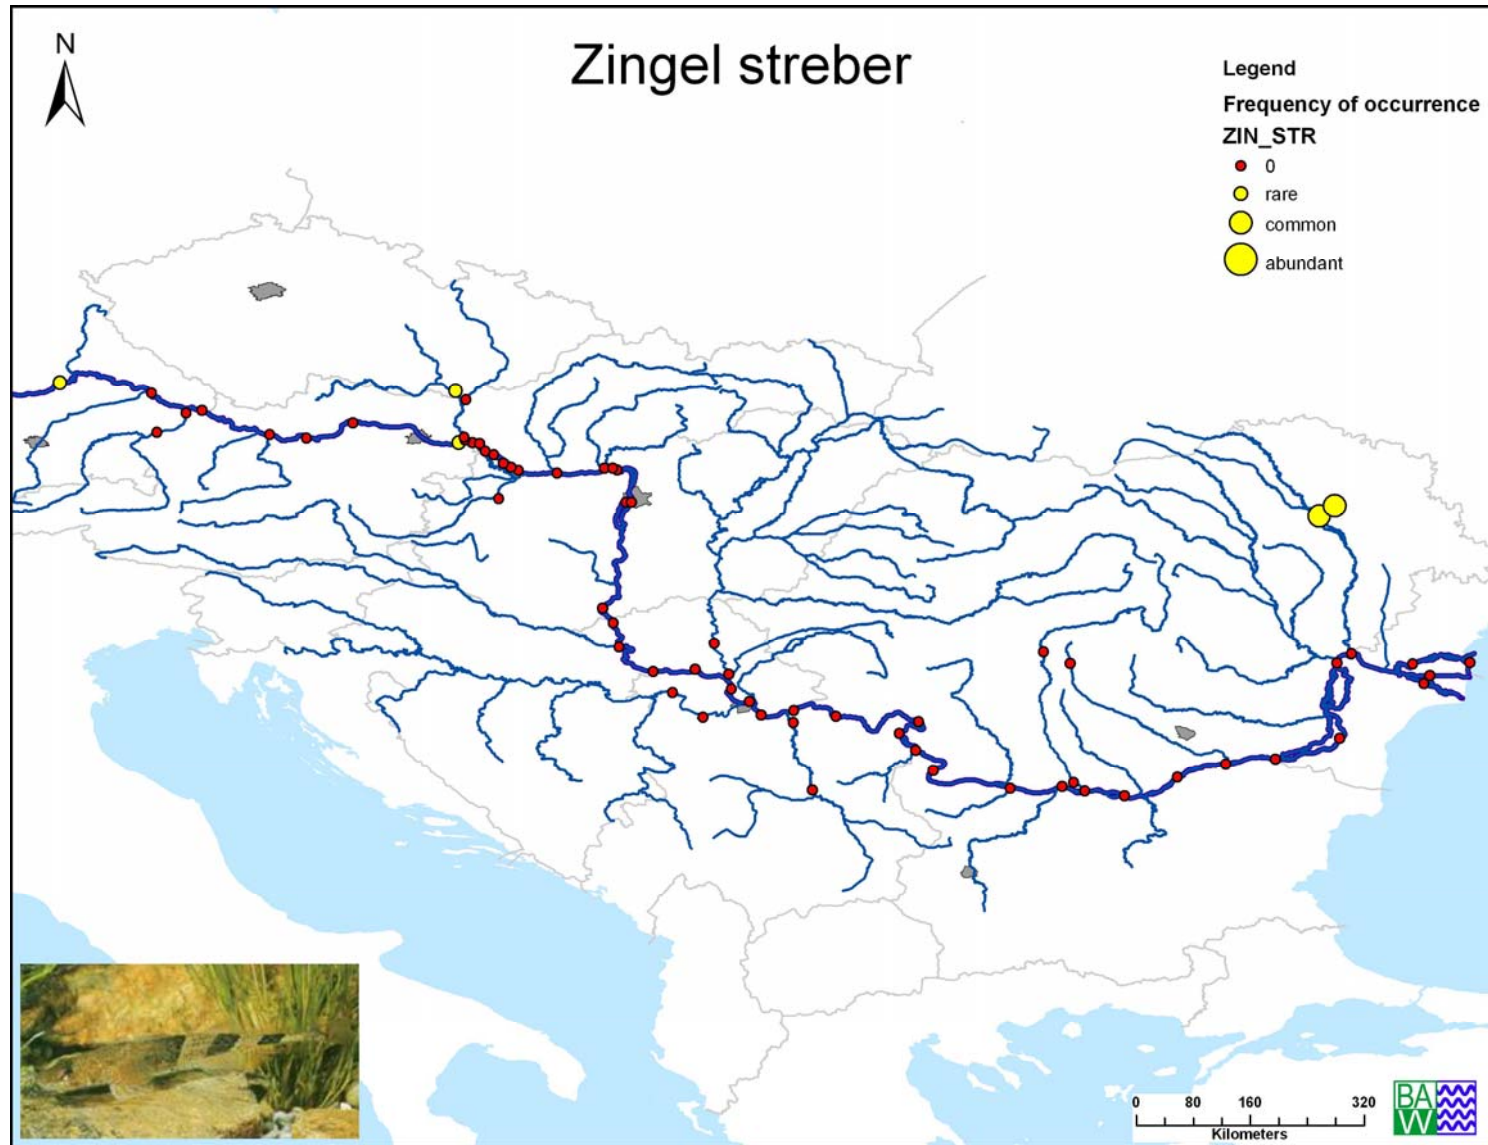 N
Zingel streber
Legend
Frequency of occurrence
ZIN_STR
0
rare
common
abundant
0 80 160 320
Kilometers
BA
W